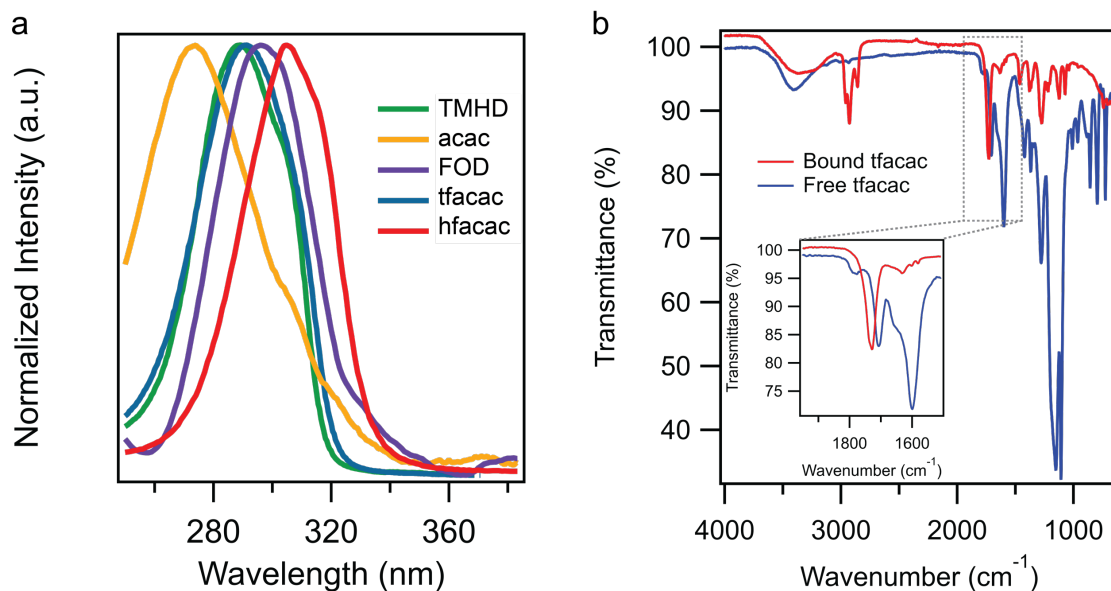 a
Normalized Intensity (a.u.)
TMHD
acac
FOD
tfacac
hfacac
280
320
360
Wavelength (nm)
b
Transmittance (%)
100
90
80
70
60
50
40
Bound tfacac
Free tfacac
Transmittance (%)
100
95
90
85
80
75
1800
1600
Wavenumber (cm⁻¹)
4000
3000
2000
1000
Wavenumber (cm⁻¹)